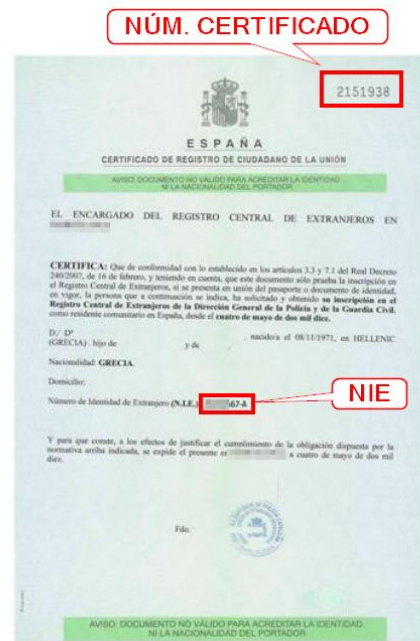 NÚM. CERTIFICADO
2151938
ESPAÑA
CERTIFICADO DE REGISTRO DE CIUDADANO DE LA UNIÓN
AVISO: DOCUMENTO NO VÁLIDO PARA ACREDITAR LA IDENTIDAD
NI LA NACIONALIDAD DEL PORTADOR
EL ENCARGADO DEL REGISTRO CENTRAL DE EXTRANJEROS EN
CERTIFICA: Que de conformidad con lo establecido en los artículos 3.3 y 7.1 del Real Decreto
240/2007, de 16 de febrero, y teniendo en cuenta, que este documento sólo prueba la inscripción en
el Registro Central de Extranjeros, si se presenta en unión del pasaporte o documento de identidad,
en vigor, la persona que a continuación se indica, ha solicitado y obtenido su inscripción en el
Registro Central de Extranjeros de la Dirección General de la Policía y de la Guardia Civil,
como residente comunitario en España, desde el cuatro de mayo de dos mil diez.
D./ Dª , nacido/a el 08/11/1971, en HELLENIC
(GRECIA) , hijo de y de
Nacionalidad: GRECIA.
Domicilio:
Número de Identidad de Extranjero (N.I.E.) 67-A
NIE
Y para que conste, a los efectos de justificar el cumplimiento de la obligación dispuesta por la
normativa arriba indicada, se expide el presente en a cuatro de mayo de dos mil
diez.
Fdo.
AVISO: DOCUMENTO NO VÁLIDO PARA ACREDITAR LA IDENTIDAD
NI LA NACIONALIDAD DEL PORTADOR